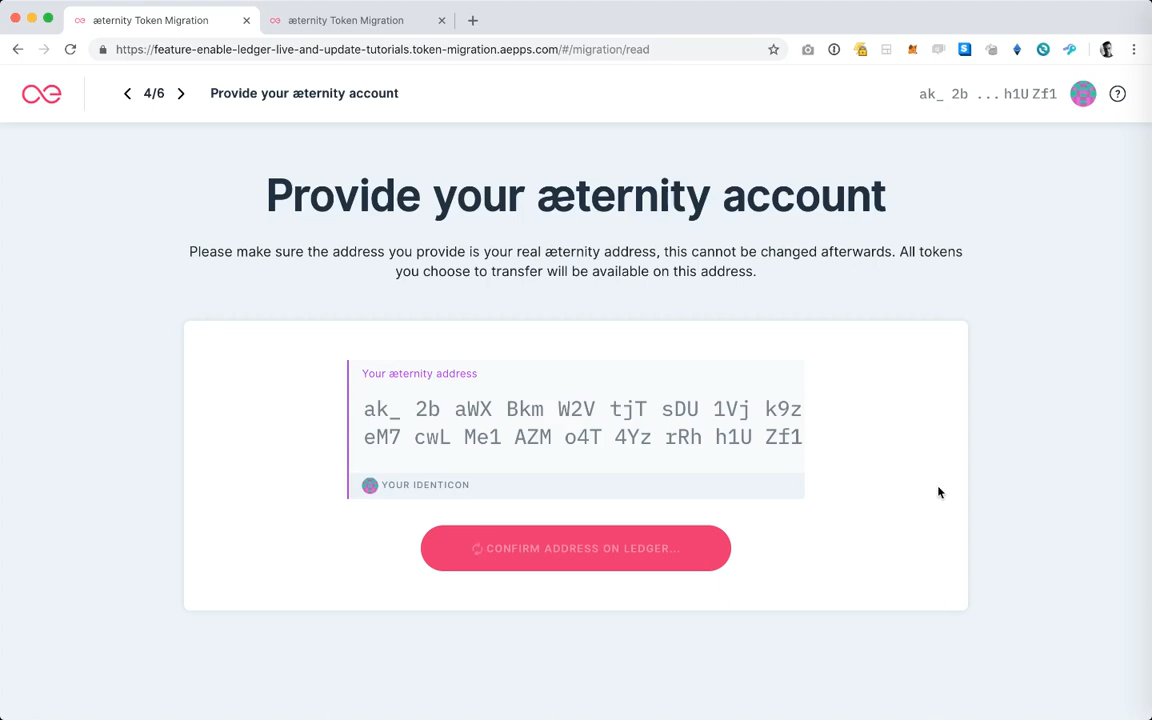 æternity Token Migration
æternity Token Migration
https://feature-enable-ledger-live-and-update-tutorials.token-migration.aepps.com/#/migration/read
4/6
Provide your æternity account
ak_ 2b ... h1U Zf1
Provide your æternity account
Please make sure the address you provide is your real æternity address, this cannot be changed afterwards. All tokens
you choose to transfer will be available on this address.
Your æternity address
ak_ 2b aWX Bkm W2V tjT sDU 1Vj k9z
eM7 cwL Me1 AZM o4T 4Yz rRh h1U Zf1
YOUR IDENTICON
CONFIRM ADDRESS ON LEDGER...